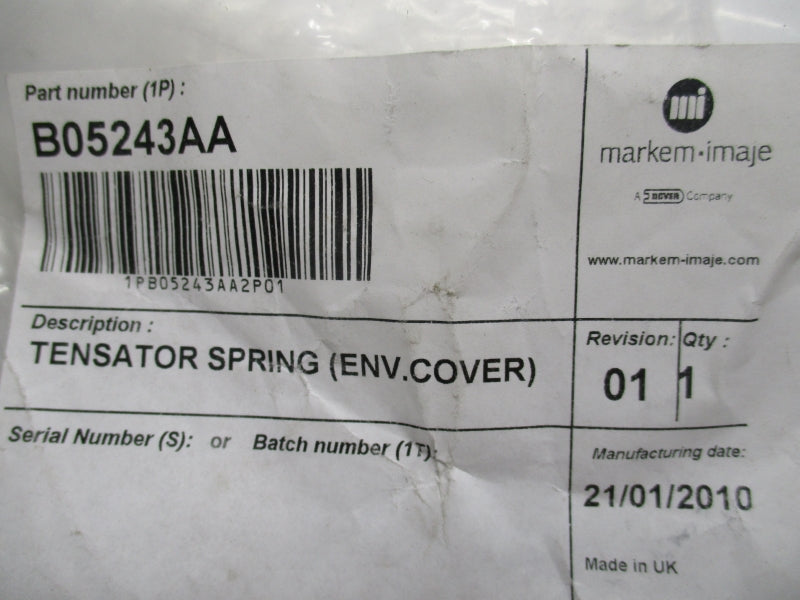 Part number (1P) :
B05243AA
1PB05243AA2P01
mi
markem·imaje
A DOVER Company
www.markem-imaje.com
Description :
TENSATOR SPRING (ENV.COVER)
Revision: Qty :
01 1
Serial Number (S): or Batch number (1T):
Manufacturing date:
21/01/2010
Made in UK